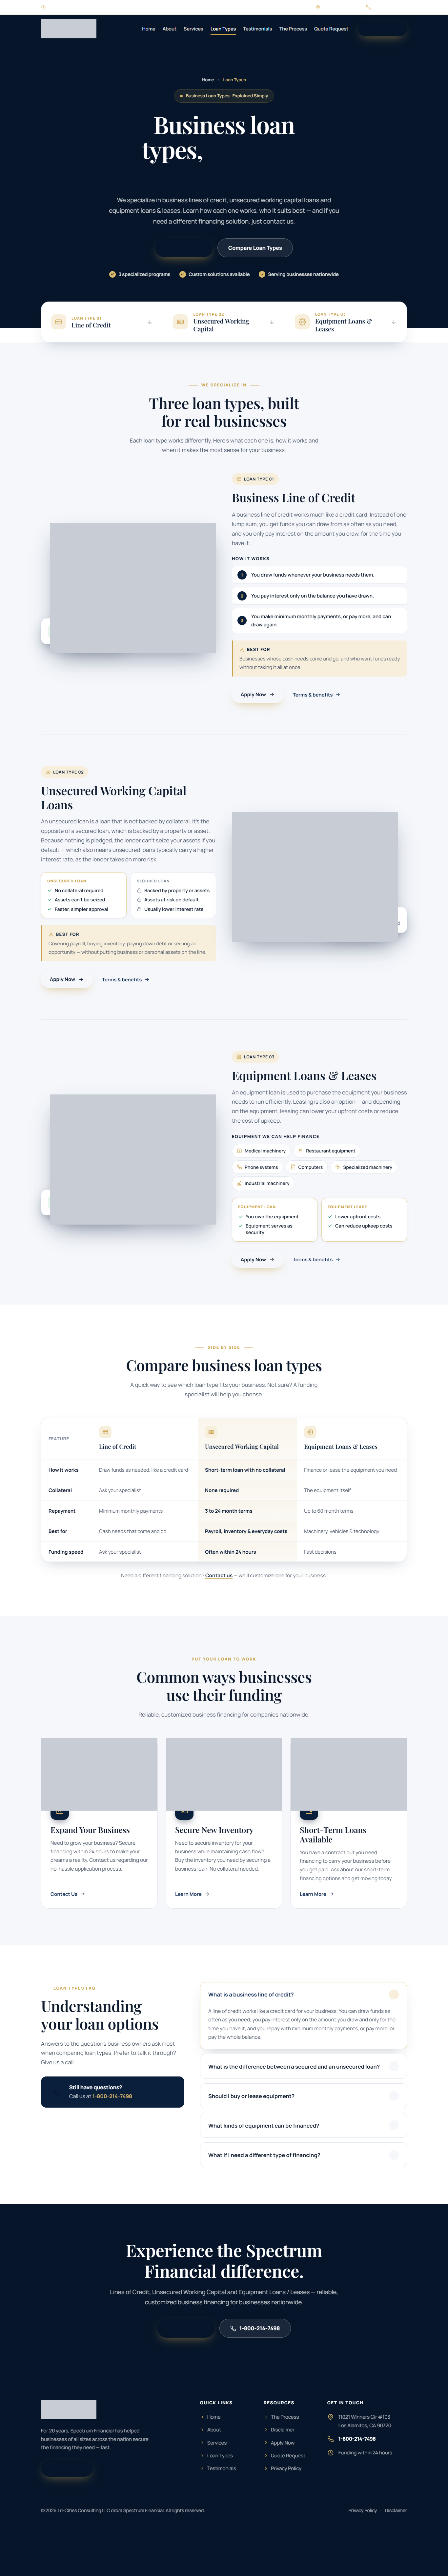 Home About Services Loan Types Testimonials The Process Quote Request
Home › Loan Types
Business Loan Types · Explained Simply
Business loan
types,
We specialize in business lines of credit, unsecured working capital loans and
equipment loans & leases. Learn how each one works, who it suits best — and if you
need a different financing solution, just contact us.
Compare Loan Types
3 specialized programs Custom solutions available Serving businesses nationwide
LOAN TYPE 01
Line of Credit
LOAN TYPE 02
Unsecured Working
Capital
LOAN TYPE 03
Equipment Loans &
Leases
WE SPECIALIZE IN
Three loan types, built
for real businesses
Each loan type works differently. Here's what each one is, how it works and
when it makes the most sense for your business.
LOAN TYPE 01
Business Line of Credit
A business line of credit works much like a credit card. Instead of one
lump sum, you get funds you can draw from as often as you need,
and you only pay interest on the amount you draw, for the time you
have it.
HOW IT WORKS
1 You draw funds whenever your business needs them.
2 You pay interest only on the balance you have drawn.
3 You make minimum monthly payments, or pay more, and can
draw again.
BEST FOR
Businesses whose cash needs come and go, and who want funds ready
without taking it all at once.
Apply Now → Terms & benefits →
LOAN TYPE 02
Unsecured Working Capital
Loans
An unsecured loan is a loan that is not backed by collateral. It's the
opposite of a secured loan, which is backed by a property or asset.
Because nothing is pledged, the lender can't seize your assets if you
default — which also means unsecured loans typically carry a higher
interest rate, as the lender takes on more risk.
UNSECURED LOAN
No collateral required
Assets can't be seized
Faster, simpler approval
SECURED LOAN
Backed by property or assets
Assets at risk on default
Usually lower interest rate
BEST FOR
Covering payroll, buying inventory, paying down debt or seizing an
opportunity — without putting business or personal assets on the line.
Apply Now → Terms & benefits →
LOAN TYPE 03
Equipment Loans & Leases
An equipment loan is used to purchase the equipment your business
needs to run efficiently. Leasing is also an option — and depending
on the equipment, leasing can lower your upfront costs or reduce
the cost of upkeep.
EQUIPMENT WE CAN HELP FINANCE
Medical machinery Restaurant equipment
Phone systems Computers Specialized machinery
Industrial machinery
EQUIPMENT LOAN
You own the equipment
Equipment serves as
security
EQUIPMENT LEASE
Lower upfront costs
Can reduce upkeep costs
Apply Now → Terms & benefits →
SIDE BY SIDE
Compare business loan types
A quick way to see which loan type fits your business. Not sure? A funding
specialist will help you choose.
FEATURE Line of Credit Unsecured Working Capital Equipment Loans & Leases
How it works Draw funds as needed, like a credit card Short-term loan with no collateral Finance or lease the equipment you need
Collateral Ask your specialist None required The equipment itself
Repayment Minimum monthly payments 3 to 24 month terms Up to 60 month terms
Best for Cash needs that come and go Payroll, inventory & everyday costs Machinery, vehicles & technology
Funding speed Ask your specialist Often within 24 hours Fast decisions
Need a different financing solution? Contact us — we'll customize one for your business.
PUT YOUR LOAN TO WORK
Common ways businesses
use their funding
Reliable, customized business financing for companies nationwide.
Expand Your Business
Need to grow your business? Secure
financing within 24 hours to make your
dreams a reality. Contact us regarding our
no-hassle application process.
Contact Us →
Secure New Inventory
Need to secure inventory for your
business while maintaining cash flow?
Buy the inventory you need by securing a
business loan. No collateral needed.
Learn More →
Short-Term Loans
Available
You have a contract but you need
financing to carry your business before
you get paid. Ask about our short-term
financing options and get moving today.
Learn More →
LOAN TYPES FAQ
Understanding
your loan options
Answers to the questions business owners ask most
when comparing loan types. Prefer to talk it through?
Give us a call.
Still have questions?
Call us at 1-800-214-7498
What is a business line of credit?
A line of credit works like a credit card for your business. You can draw funds as
often as you need, you pay interest only on the amount you draw and only for the
time you have it, and you repay with minimum monthly payments, or pay more, or
pay the whole balance.
What is the difference between a secured and an unsecured loan?
Should I buy or lease equipment?
What kinds of equipment can be financed?
What if I need a different type of financing?
Experience the Spectrum
Financial difference.
Lines of Credit, Unsecured Working Capital and Equipment Loans / Leases — reliable,
customized business financing for businesses nationwide.
1-800-214-7498
For 20 years, Spectrum Financial has helped
businesses of all sizes across the nation secure
the financing they need — fast.
QUICK LINKS
Home
About
Services
Loan Types
Testimonials
RESOURCES
The Process
Disclaimer
Apply Now
Quote Request
Privacy Policy
GET IN TOUCH
11021 Winners Cir #103
Los Alamitos, CA 90720
1-800-214-7498
Funding within 24 hours
© 2026 Tri-Cities Consulting LLC d/b/a Spectrum Financial. All rights reserved.
Privacy Policy Disclaimer